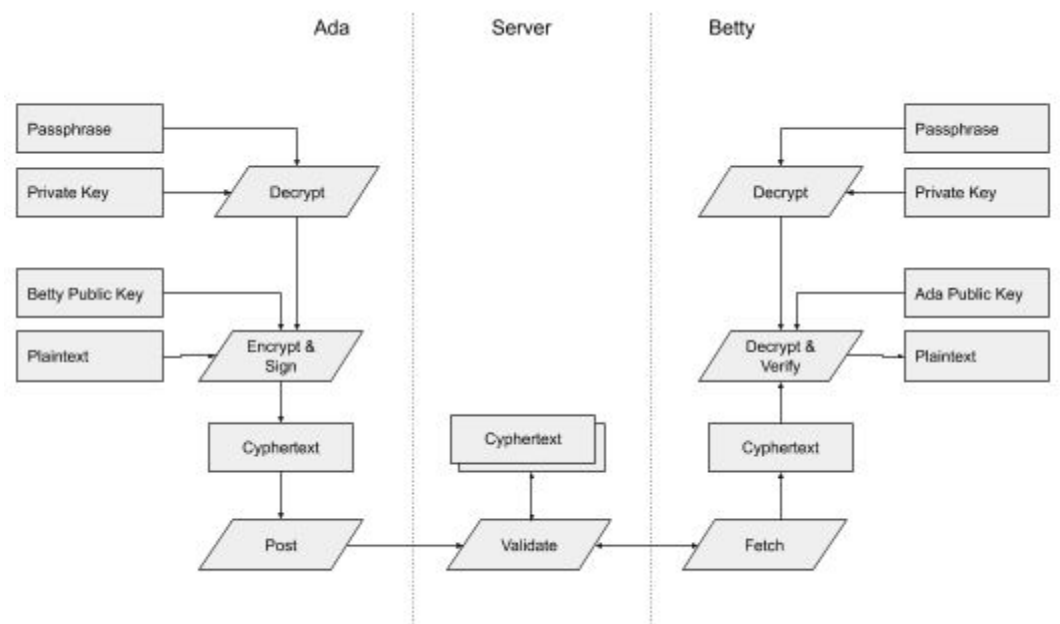 Ada
Server
Betty
Passphrase
Passphrase
Private Key
Decrypt
Decrypt
Private Key
Betty Public Key
Ada Public Key
Plaintext
Encrypt &
Sign
Decrypt &
Verify
Plaintext
Cyphertext
Cyphertext
Cyphertext
Post
Validate
Fetch